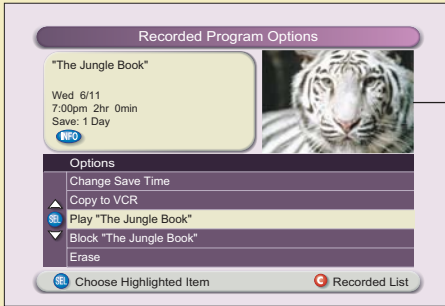 Recorded Program Options
"The Jungle Book"
Wed 6/11
7:00pm 2hr 0min
Save: 1 Day
INFO
Options
Change Save Time
Copy to VCR
SEL Play "The Jungle Book"
Block "The Jungle Book"
Erase
SEL Choose Highlighted Item C Recorded List